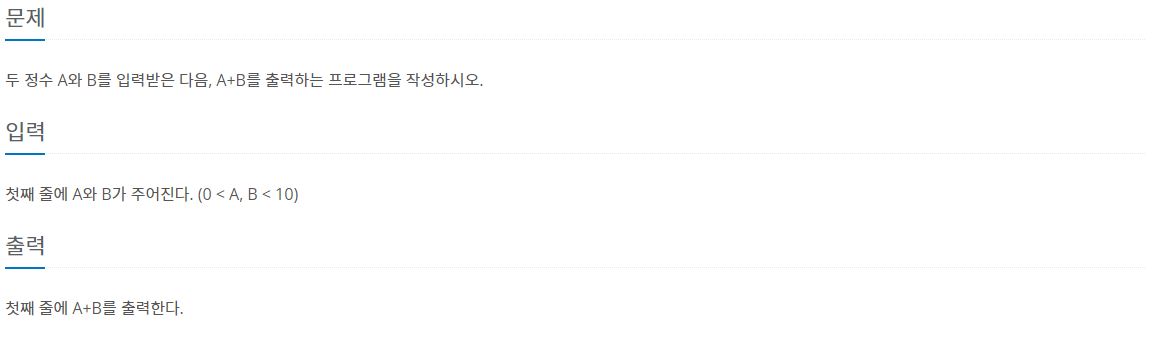 문제
두 정수 A와 B를 입력받은 다음, A+B를 출력하는 프로그램을 작성하시오.
입력
첫째 줄에 A와 B가 주어진다. (0 < A, B < 10)
출력
첫째 줄에 A+B를 출력한다.